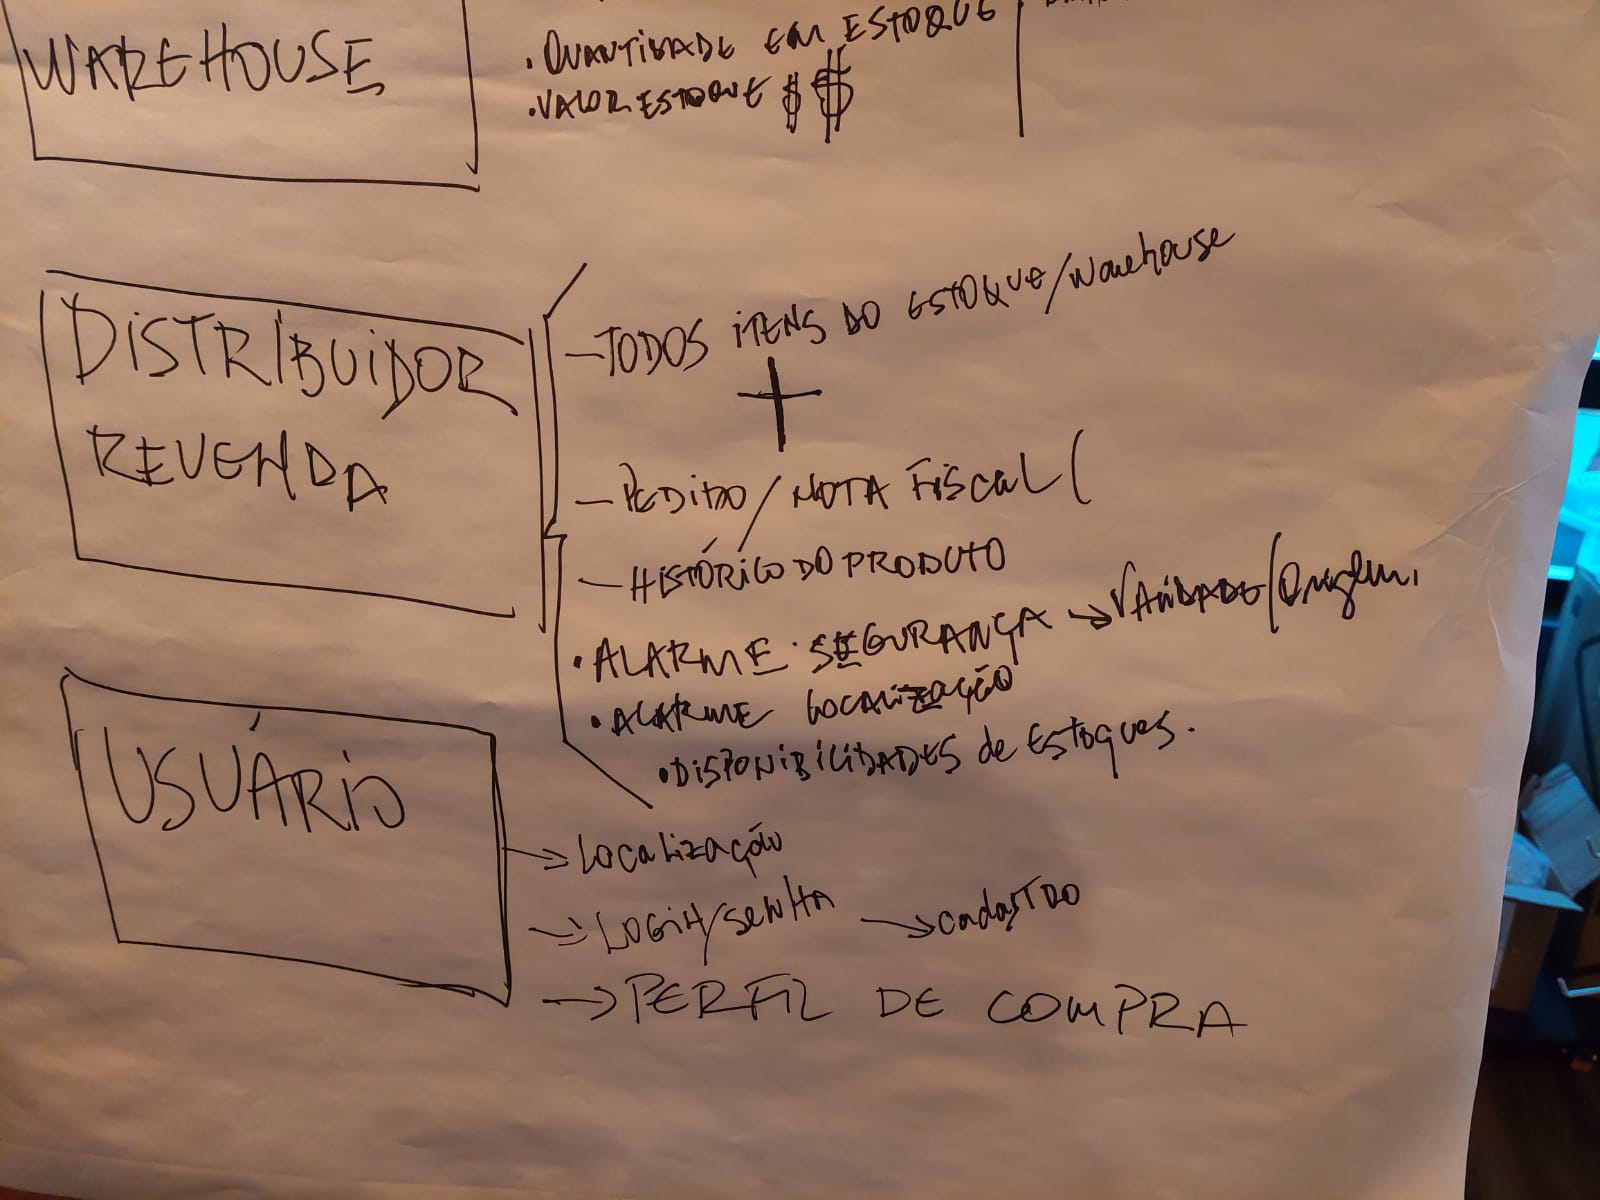 WAREHOUSE
• QUANTIDADE EM ESTOQUE
• VALOR ESTOQUE $ $
DISTRIBUIDOR
REVENDA
- TODOS ITENS DO ESTOQUE/Warehouse
+
- PEDIDO / NOTA FISCAL (
- HISTÓRICO DO PRODUTO
• ALARME • SEGURANÇA → VALIDADE/Origem.
• ALARME LOCALIZAÇÃO
• DISPONIBILIDADES de Estoques.
USUÁRIO
→ Localização
→ LOGIN/SENHA → cadastro
→ PERFIL DE COMPRA